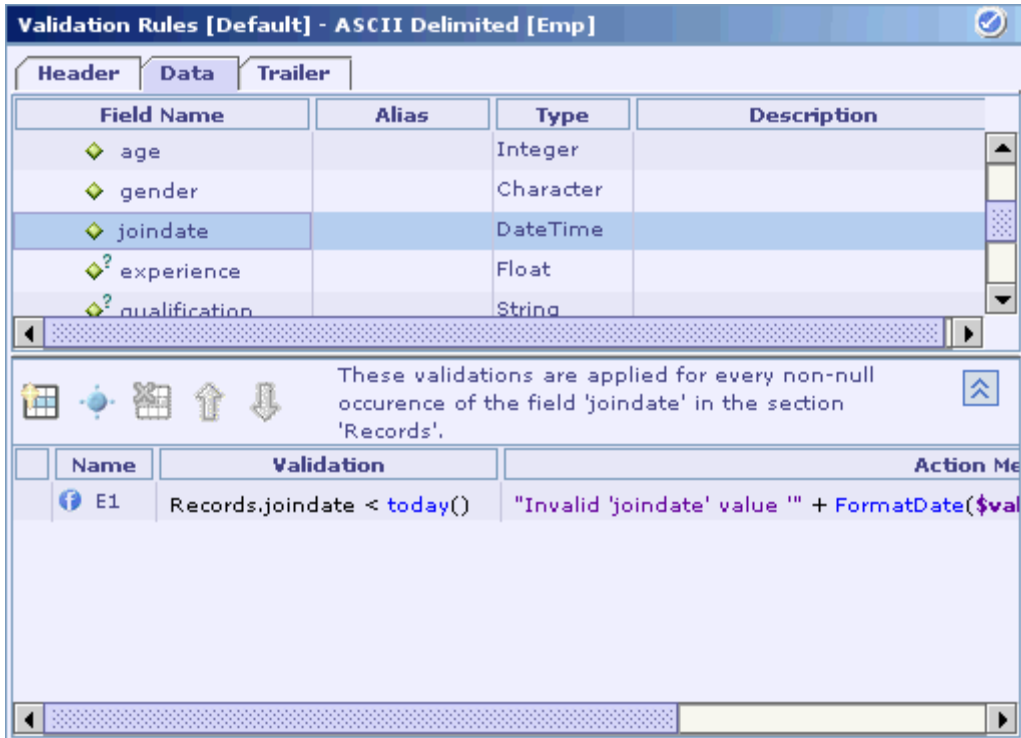 Validation Rules [Default] - ASCII Delimited [Emp]
Header Data Trailer
Field Name Alias Type Description
age Integer
gender Character
joindate DateTime
? experience Float
? qualification String
These validations are applied for every non-null
occurence of the field 'joindate' in the section
'Records'.
Name Validation Action Me
E1 Records.joindate < today() "Invalid 'joindate' value '" + FormatDate($val